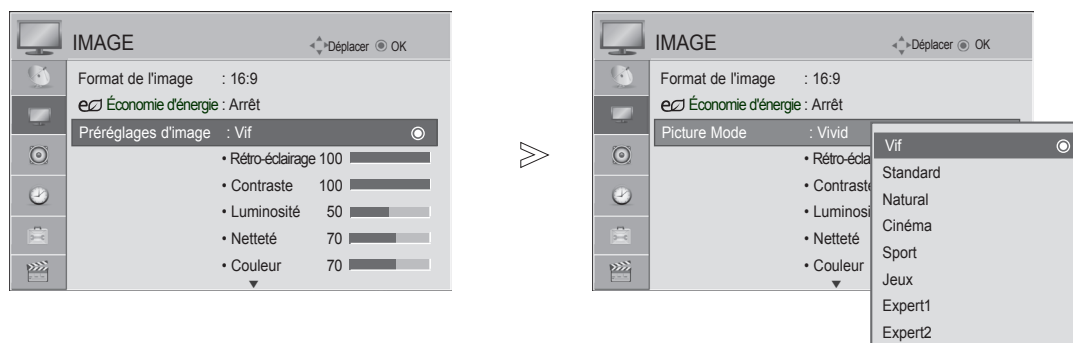 IMAGE
Déplacer OK
Format de l'image : 16:9
e Économie d'énergie : Arrêt
Préréglages d'image : Vif
• Rétro-éclairage 100
• Contraste 100
• Luminosité 50
• Netteté 70
• Couleur 70
IMAGE
Déplacer OK
Format de l'image : 16:9
e Économie d'énergie : Arrêt
Picture Mode : Vivid
• Rétro-écla
• Contraste
• Luminosi
• Netteté
• Couleur
Vif
Standard
Natural
Cinéma
Sport
Jeux
Expert1
Expert2